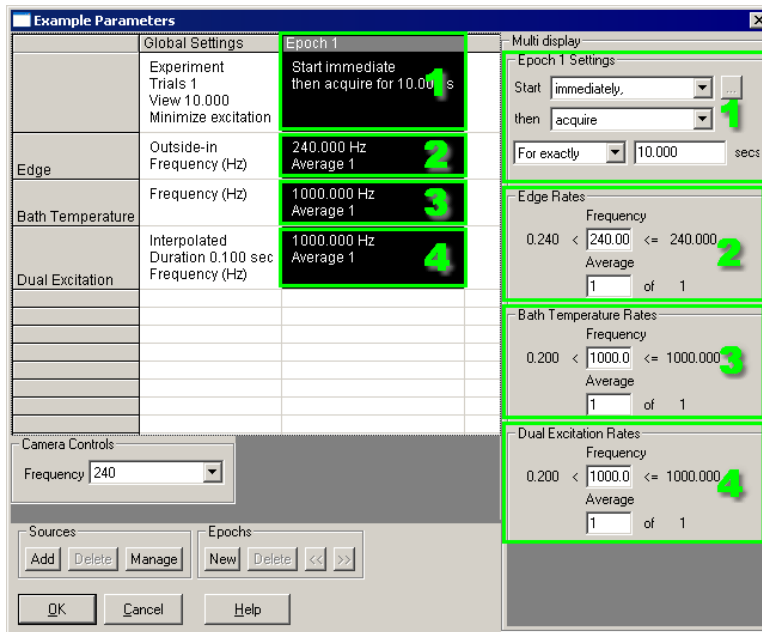 Example Parameters
Global Settings Epoch 1
Experiment
Trials 1
View 10.000
Minimize excitation
Start immediate
then acquire for 10.000 s
1
Edge
Outside-in
Frequency (Hz)
240.000 Hz
Average 1
2
Bath Temperature
Frequency (Hz)
1000.000 Hz
Average 1
3
Dual Excitation
Interpolated
Duration 0.100 sec
Frequency (Hz)
1000.000 Hz
Average 1
4
Camera Controls
Frequency 240
Sources
Add Delete Manage
Epochs
New Delete << >>
OK Cancel Help
Multi display
Epoch 1 Settings
Start immediately, ...
then acquire
1
For exactly 10.000 secs
Edge Rates
Frequency
0.240 < 240.00 <= 240.000
2
Average
1 of 1
Bath Temperature Rates
Frequency
0.200 < 1000.0 <= 1000.000
3
Average
1 of 1
Dual Excitation Rates
Frequency
0.200 < 1000.0 <= 1000.000
4
Average
1 of 1